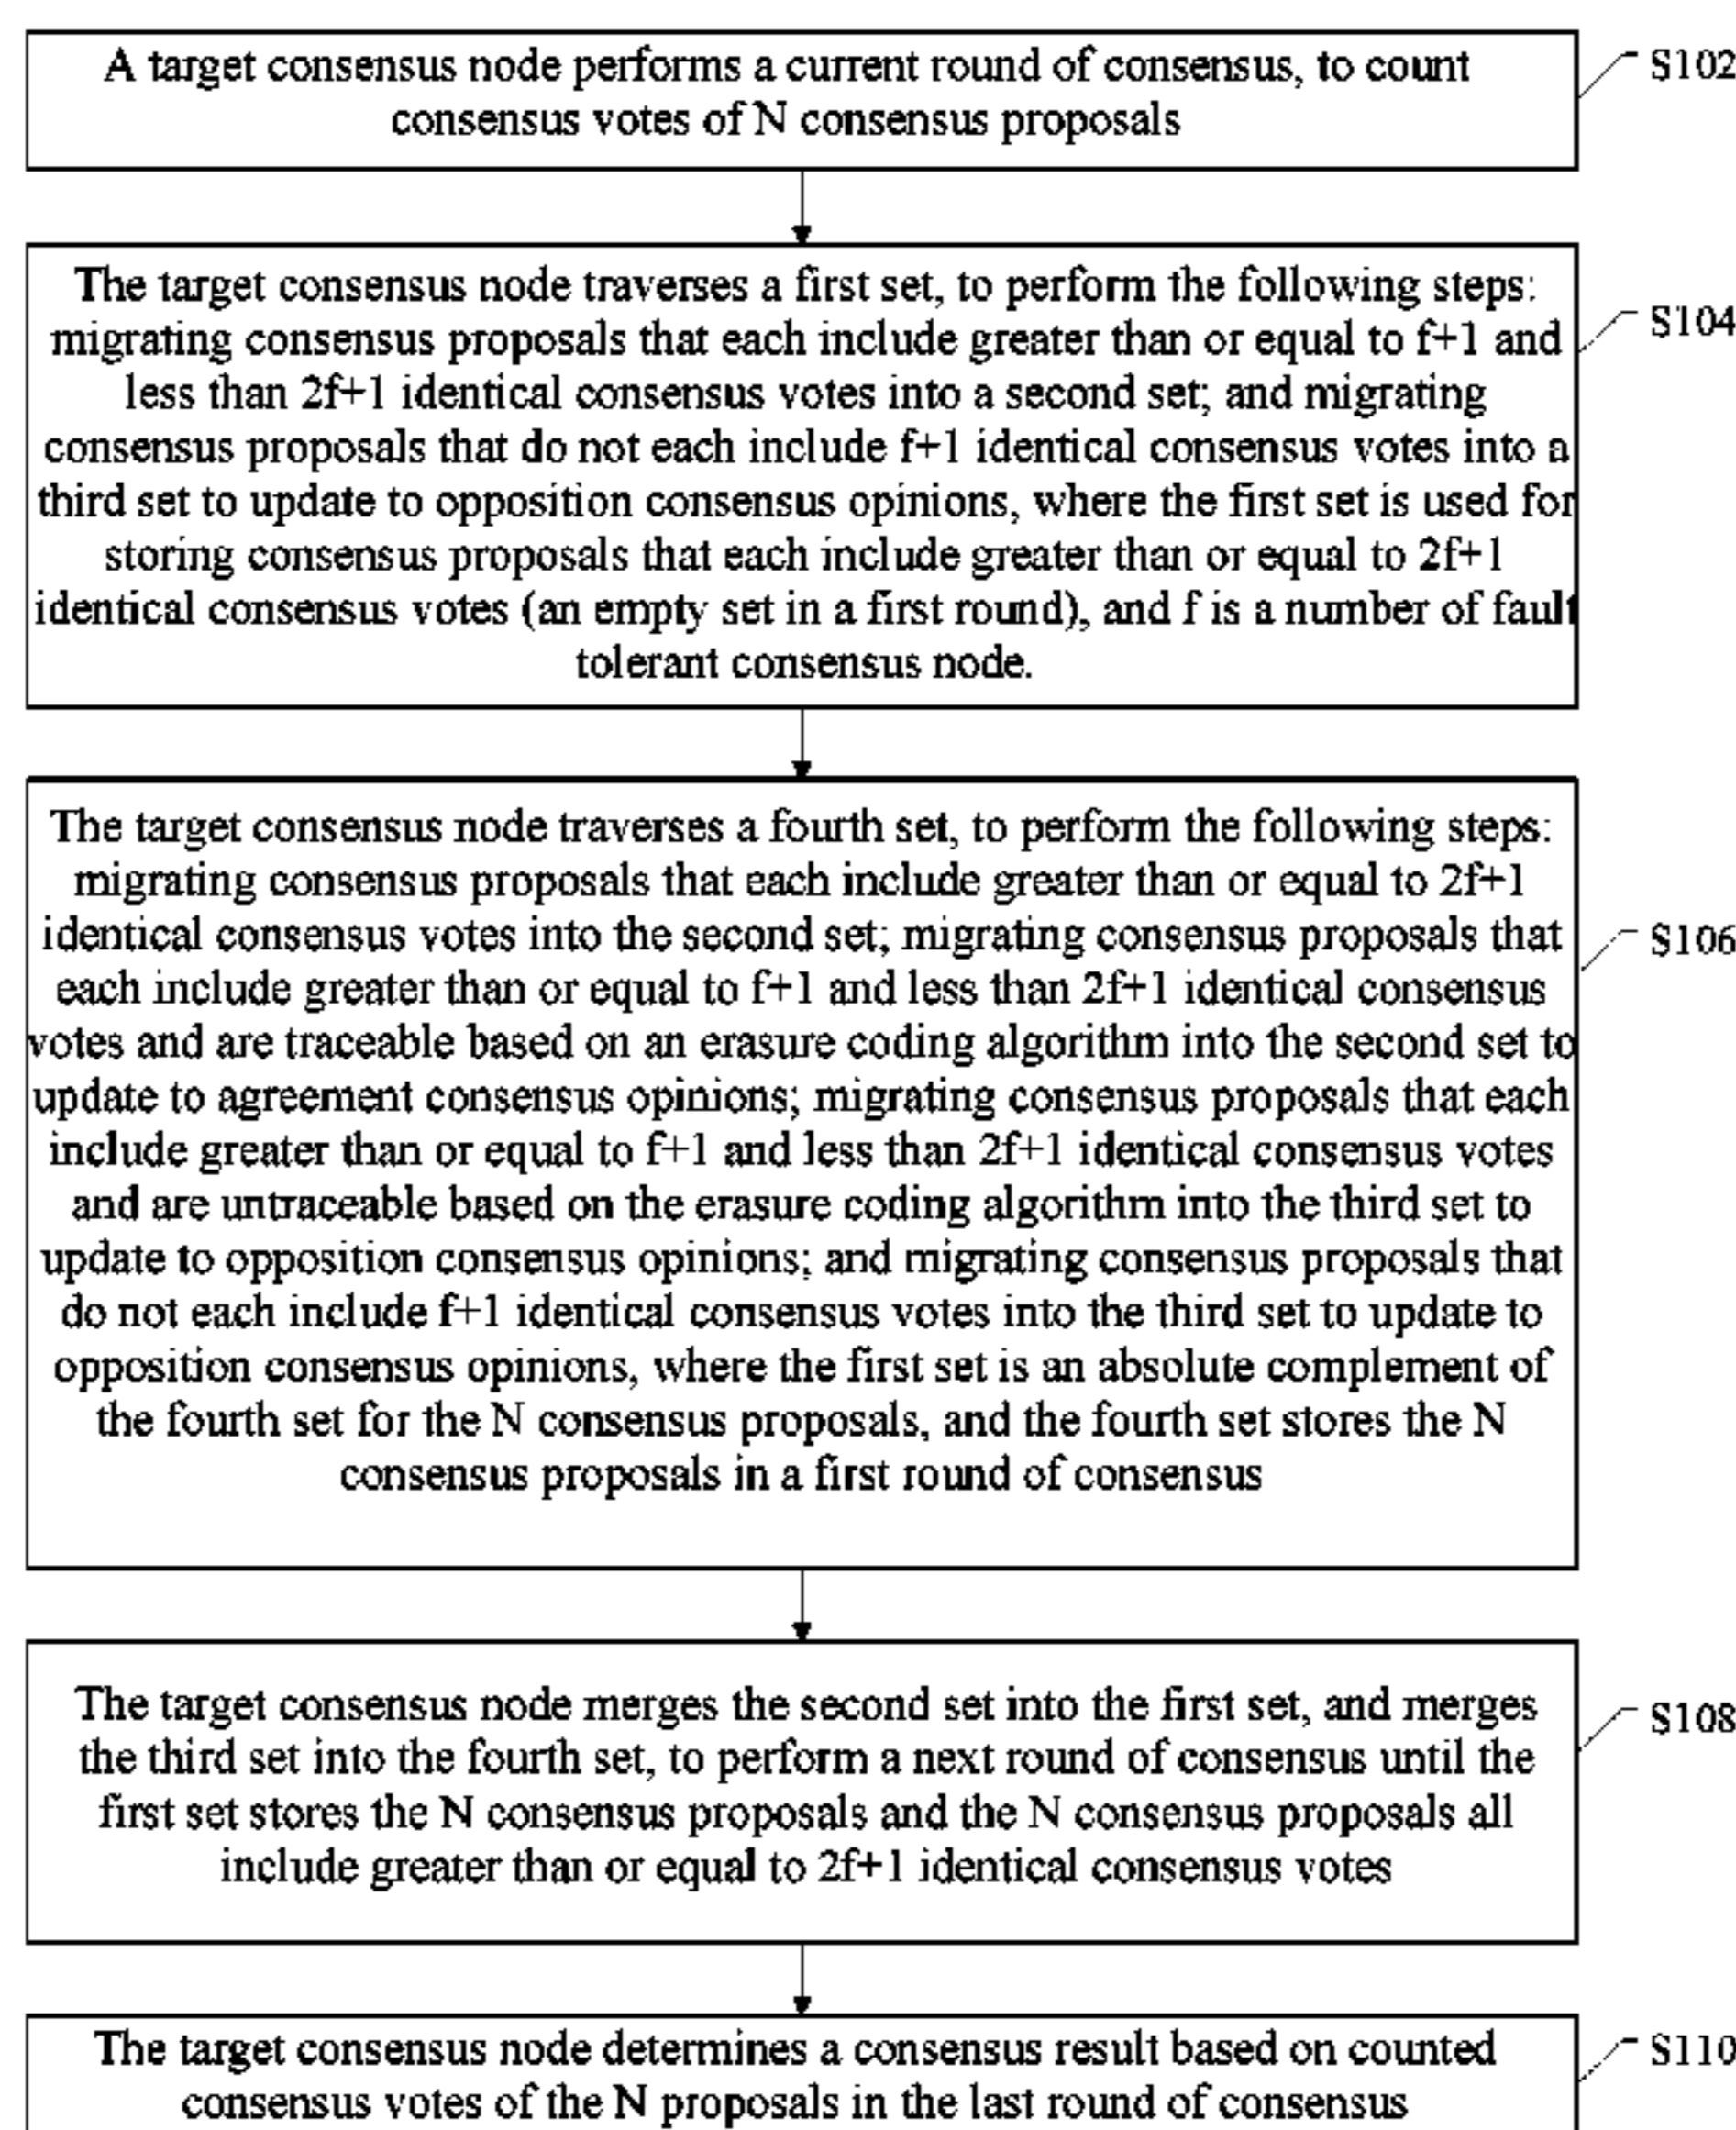 A target consensus node performs a current round of consensus, to count
consensus votes of N consensus proposals
S102
The target consensus node traverses a first set, to perform the following steps:
migrating consensus proposals that each include greater than or equal to f+1 and
less than 2f+1 identical consensus votes into a second set; and migrating
consensus proposals that do not each include f+1 identical consensus votes into a
third set to update to opposition consensus opinions, where the first set is used for
storing consensus proposals that each include greater than or equal to 2f+1
identical consensus votes (an empty set in a first round), and f is a number of fault
tolerant consensus node.
S104
The target consensus node traverses a fourth set, to perform the following steps:
migrating consensus proposals that each include greater than or equal to 2f+1
identical consensus votes into the second set; migrating consensus proposals that
each include greater than or equal to f+1 and less than 2f+1 identical consensus
votes and are traceable based on an erasure coding algorithm into the second set to
update to agreement consensus opinions; migrating consensus proposals that each
include greater than or equal to f+1 and less than 2f+1 identical consensus votes
and are untraceable based on the erasure coding algorithm into the third set to
update to opposition consensus opinions; and migrating consensus proposals that
do not each include f+1 identical consensus votes into the third set to update to
opposition consensus opinions, where the first set is an absolute complement of
the fourth set for the N consensus proposals, and the fourth set stores the N
consensus proposals in a first round of consensus
S106
The target consensus node merges the second set into the first set, and merges
the third set into the fourth set, to perform a next round of consensus until the
first set stores the N consensus proposals and the N consensus proposals all
include greater than or equal to 2f+1 identical consensus votes
S108
The target consensus node determines a consensus result based on counted
consensus votes of the N proposals in the last round of consensus
S110